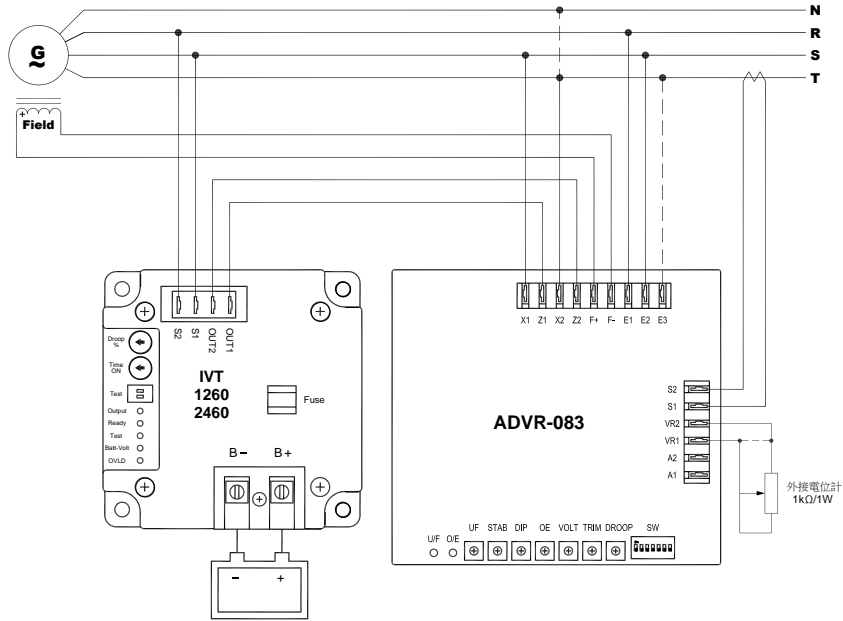 N
R
S
T
G
~
+
Field
S2
S1
OUT2
OUT1
X1
Z1
X2
Z2
F+
F−
E1
E2
E3
Droop
%
Time
ON
Test
Output
Ready
Test
Batt-Volt
OVLD
IVT
1260
2460
Fuse
B− B+
− +
ADVR-083
S2
S1
VR2
VR1
A2
A1
外接電位計
1kΩ/1W
U/F O/E UF STAB DIP OE VOLT TRIM DROOP SW